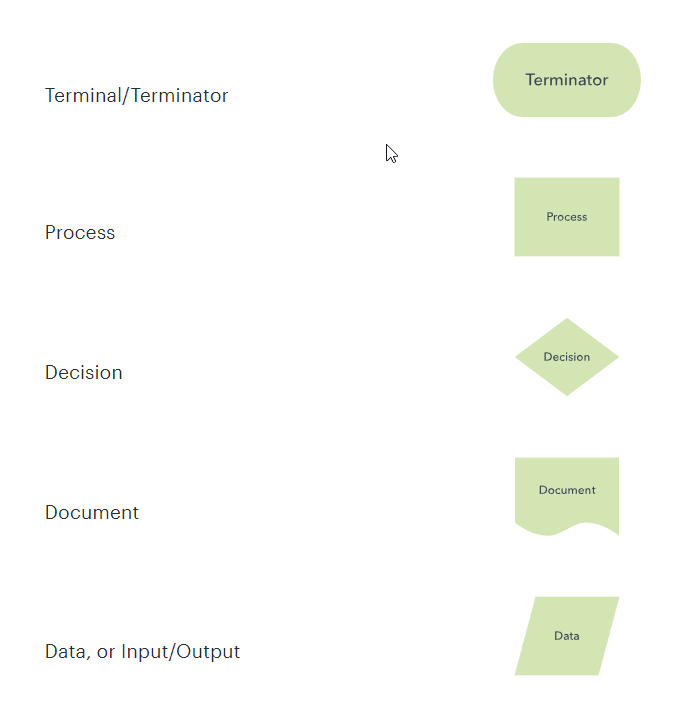 Terminal/Terminator
Terminator
Process
Process
Decision
Decision
Document
Document
Data, or Input/Output
Data